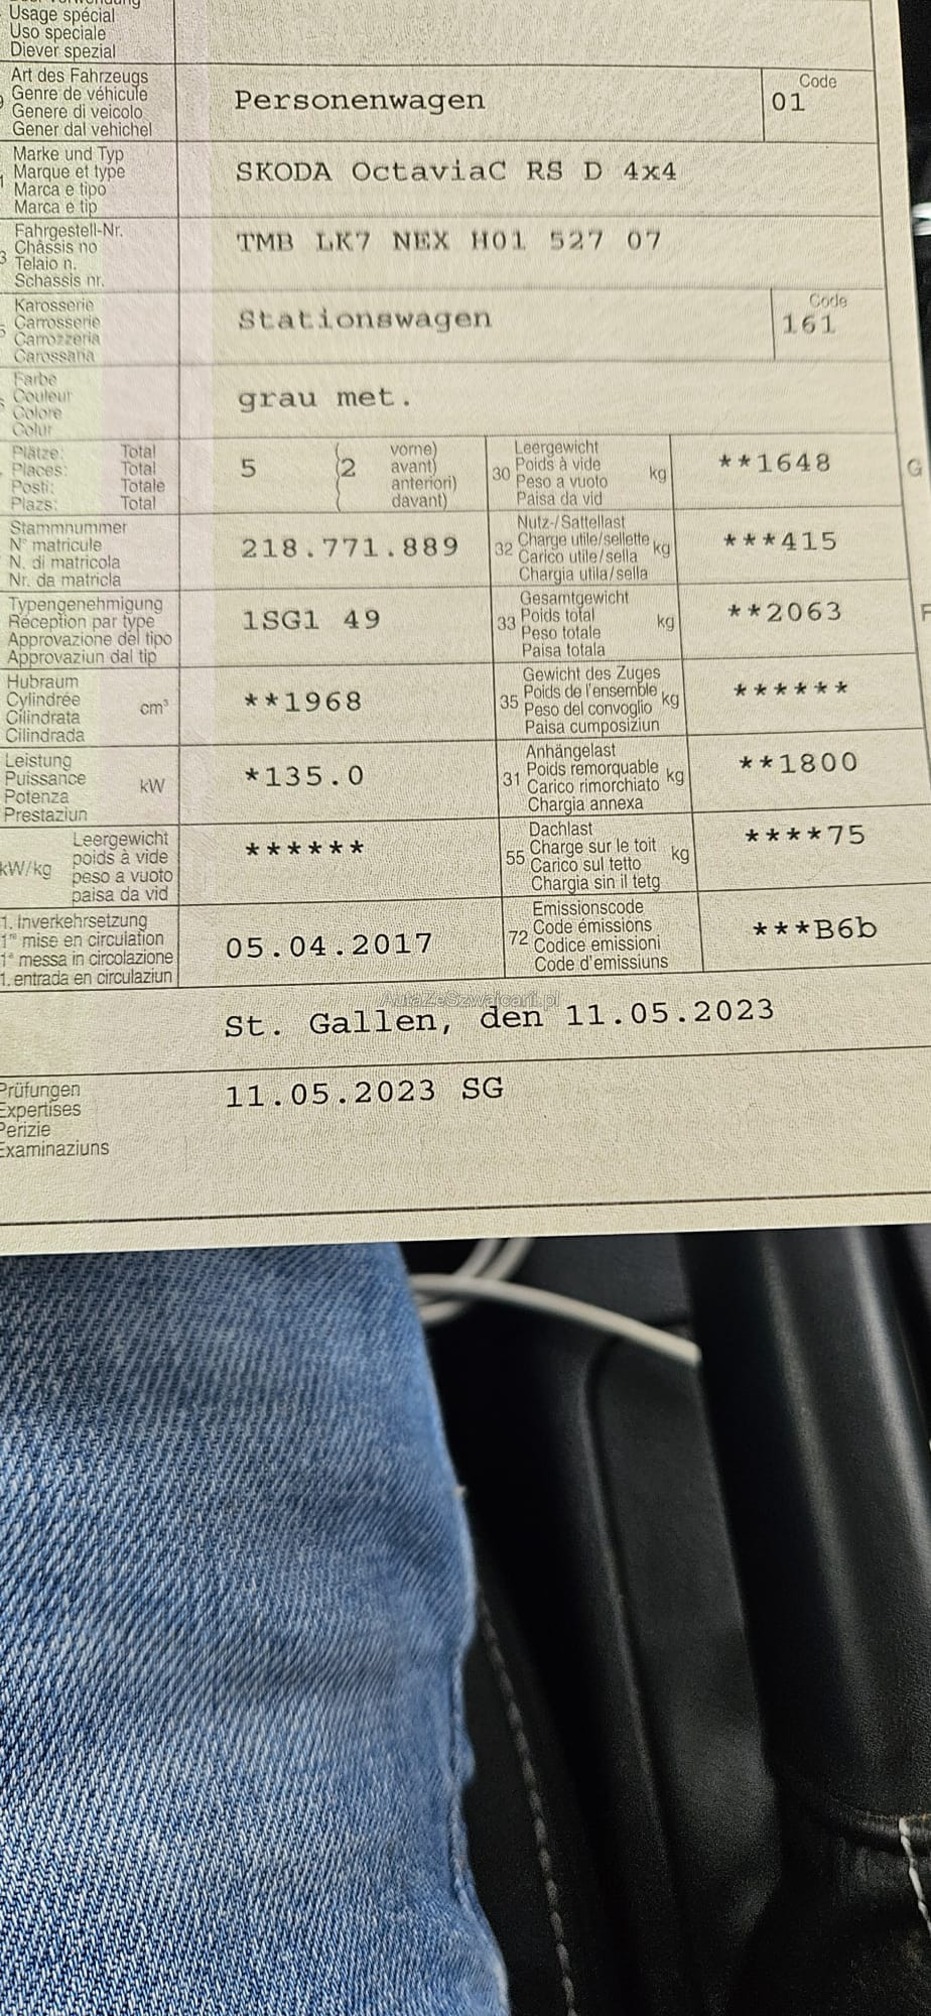 Usage spécial
Uso speciale
Diever spezial
Art des Fahrzeugs
Genre de véhicule
Genere di veicolo
Gener dal vehichel
Personenwagen
Code
01
Marke und Typ
Marque et type
Marca e tipo
Marca e tip
SKODA OctaviaC RS D 4x4
Fahrgestell-Nr.
Châssis no
Telaio n.
Schassis nr.
TMB LK7 NEX H01 527 07
Karosserie
Carrosserie
Carrozzeria
Carossaria
Stationswagen
Code
161
Farbe
Couleur
Colore
Colur
grau met.
Plätze: Total
Places: Total
Posti: Totale
Plazs: Total
5 (2
vorne)
avant)
anteriori)
davant)
30
Leergewicht
Poids à vide
Peso a vuoto
Paisa da vid
kg
**1648
G
Stammnummer
N° matricule
N. di matricola
Nr. da matricla
218.771.889
32
Nutz-/Sattellast
Charge utile/sellette
Carico utile/sella
Chargia utila/sella
kg
***415
Typengenehmigung
Réception par type
Approvazione del tipo
Approvaziun dal tip
1SG1 49
33
Gesamtgewicht
Poids total
Peso totale
Paisa totala
kg
**2063
F
Hubraum
Cylindrée
Cilindrata
Cilindrada
cm³
**1968
35
Gewicht des Zuges
Poids de l'ensemble
Peso del convoglio
Paisa cumposiziun
kg
******
Leistung
Puissance
Potenza
Prestaziun
kW
*135.0
31
Anhängelast
Poids remorquable
Carico rimorchiato
Chargia annexa
kg
**1800
kW/kg
Leergewicht
poids à vide
peso a vuoto
paisa da vid
******
55
Dachlast
Charge sur le toit
Carico sul tetto
Chargia sin il tetg
kg
****75
1. Inverkehrsetzung
1re mise en circulation
1a messa in circolazione
1. entrada en circulaziun
05.04.2017
72
Emissionscode
Code émissions
Codice emissioni
Code d'emissiuns
***B6b
AutaZeSzwajcarii.pl
St. Gallen, den 11.05.2023
Prüfungen
Expertises
Perizie
Examinaziuns
11.05.2023 SG